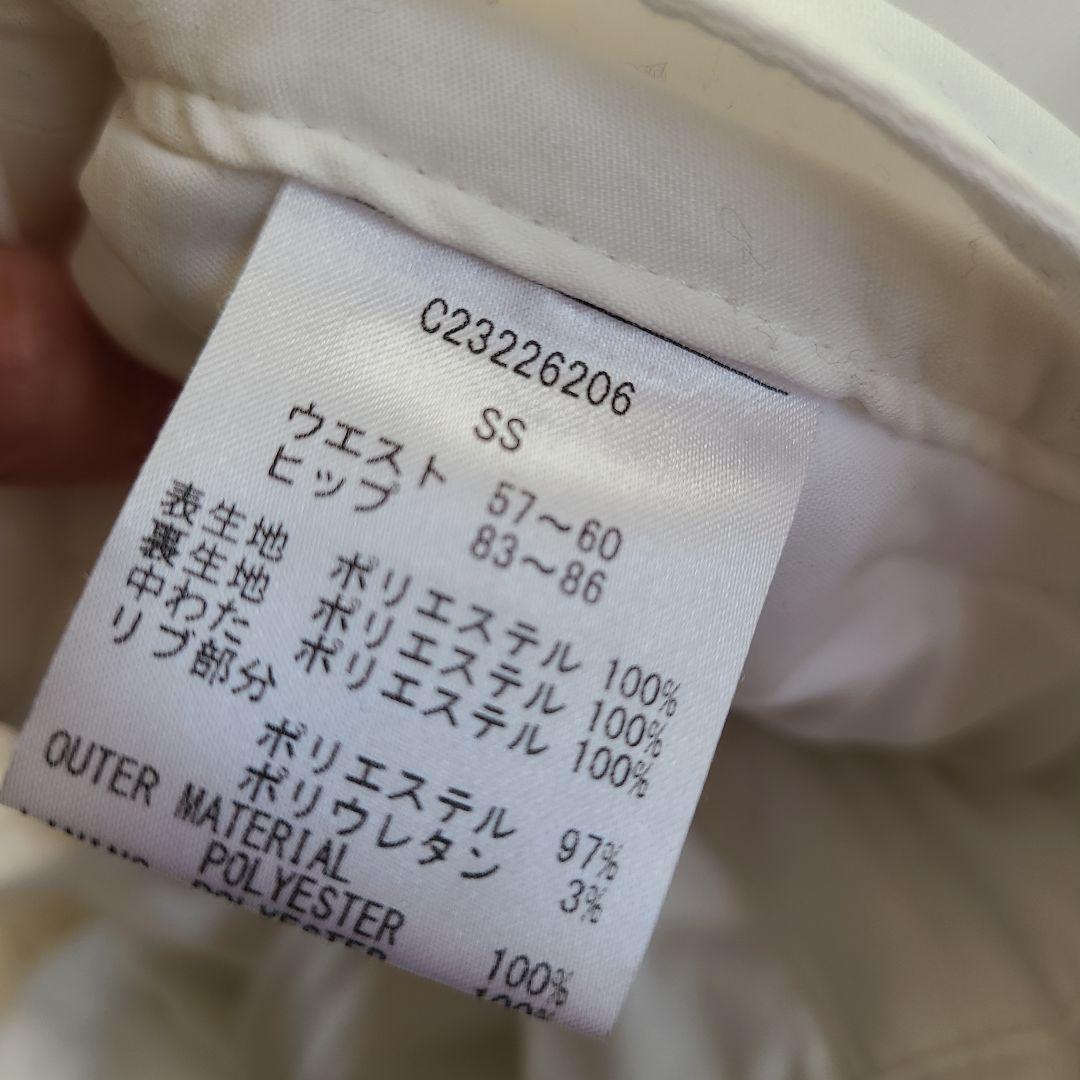 C23226206
SS
ウエスト 57～60
ヒップ 83～86
表生地 ポリエステル 100%
裏生地 ポリエステル 100%
中わた ポリエステル 100%
リブ部分
ポリエステル 97%
ポリウレタン 3%
OUTER MATERIAL
POLYESTER 100%
POLYESTER 100%